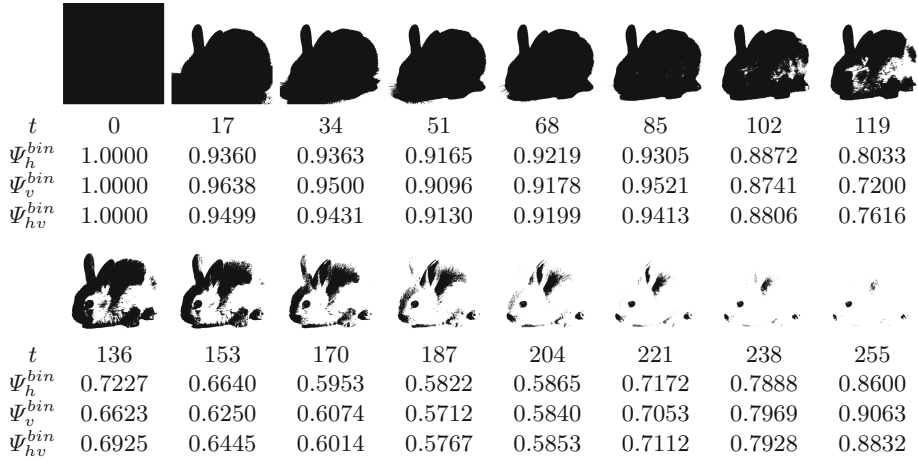 t 0 17 34 51 68 85 102 119
Ψ_h^{bin} 1.0000 0.9360 0.9363 0.9165 0.9219 0.9305 0.8872 0.8033
Ψ_v^{bin} 1.0000 0.9638 0.9500 0.9096 0.9178 0.9521 0.8741 0.7200
Ψ_{hv}^{bin} 1.0000 0.9499 0.9431 0.9130 0.9199 0.9413 0.8806 0.7616
t 136 153 170 187 204 221 238 255
Ψ_h^{bin} 0.7227 0.6640 0.5953 0.5822 0.5865 0.7172 0.7888 0.8600
Ψ_v^{bin} 0.6623 0.6250 0.6074 0.5712 0.5840 0.7053 0.7969 0.9063
Ψ_{hv}^{bin} 0.6925 0.6445 0.6014 0.5767 0.5853 0.7112 0.7928 0.8832